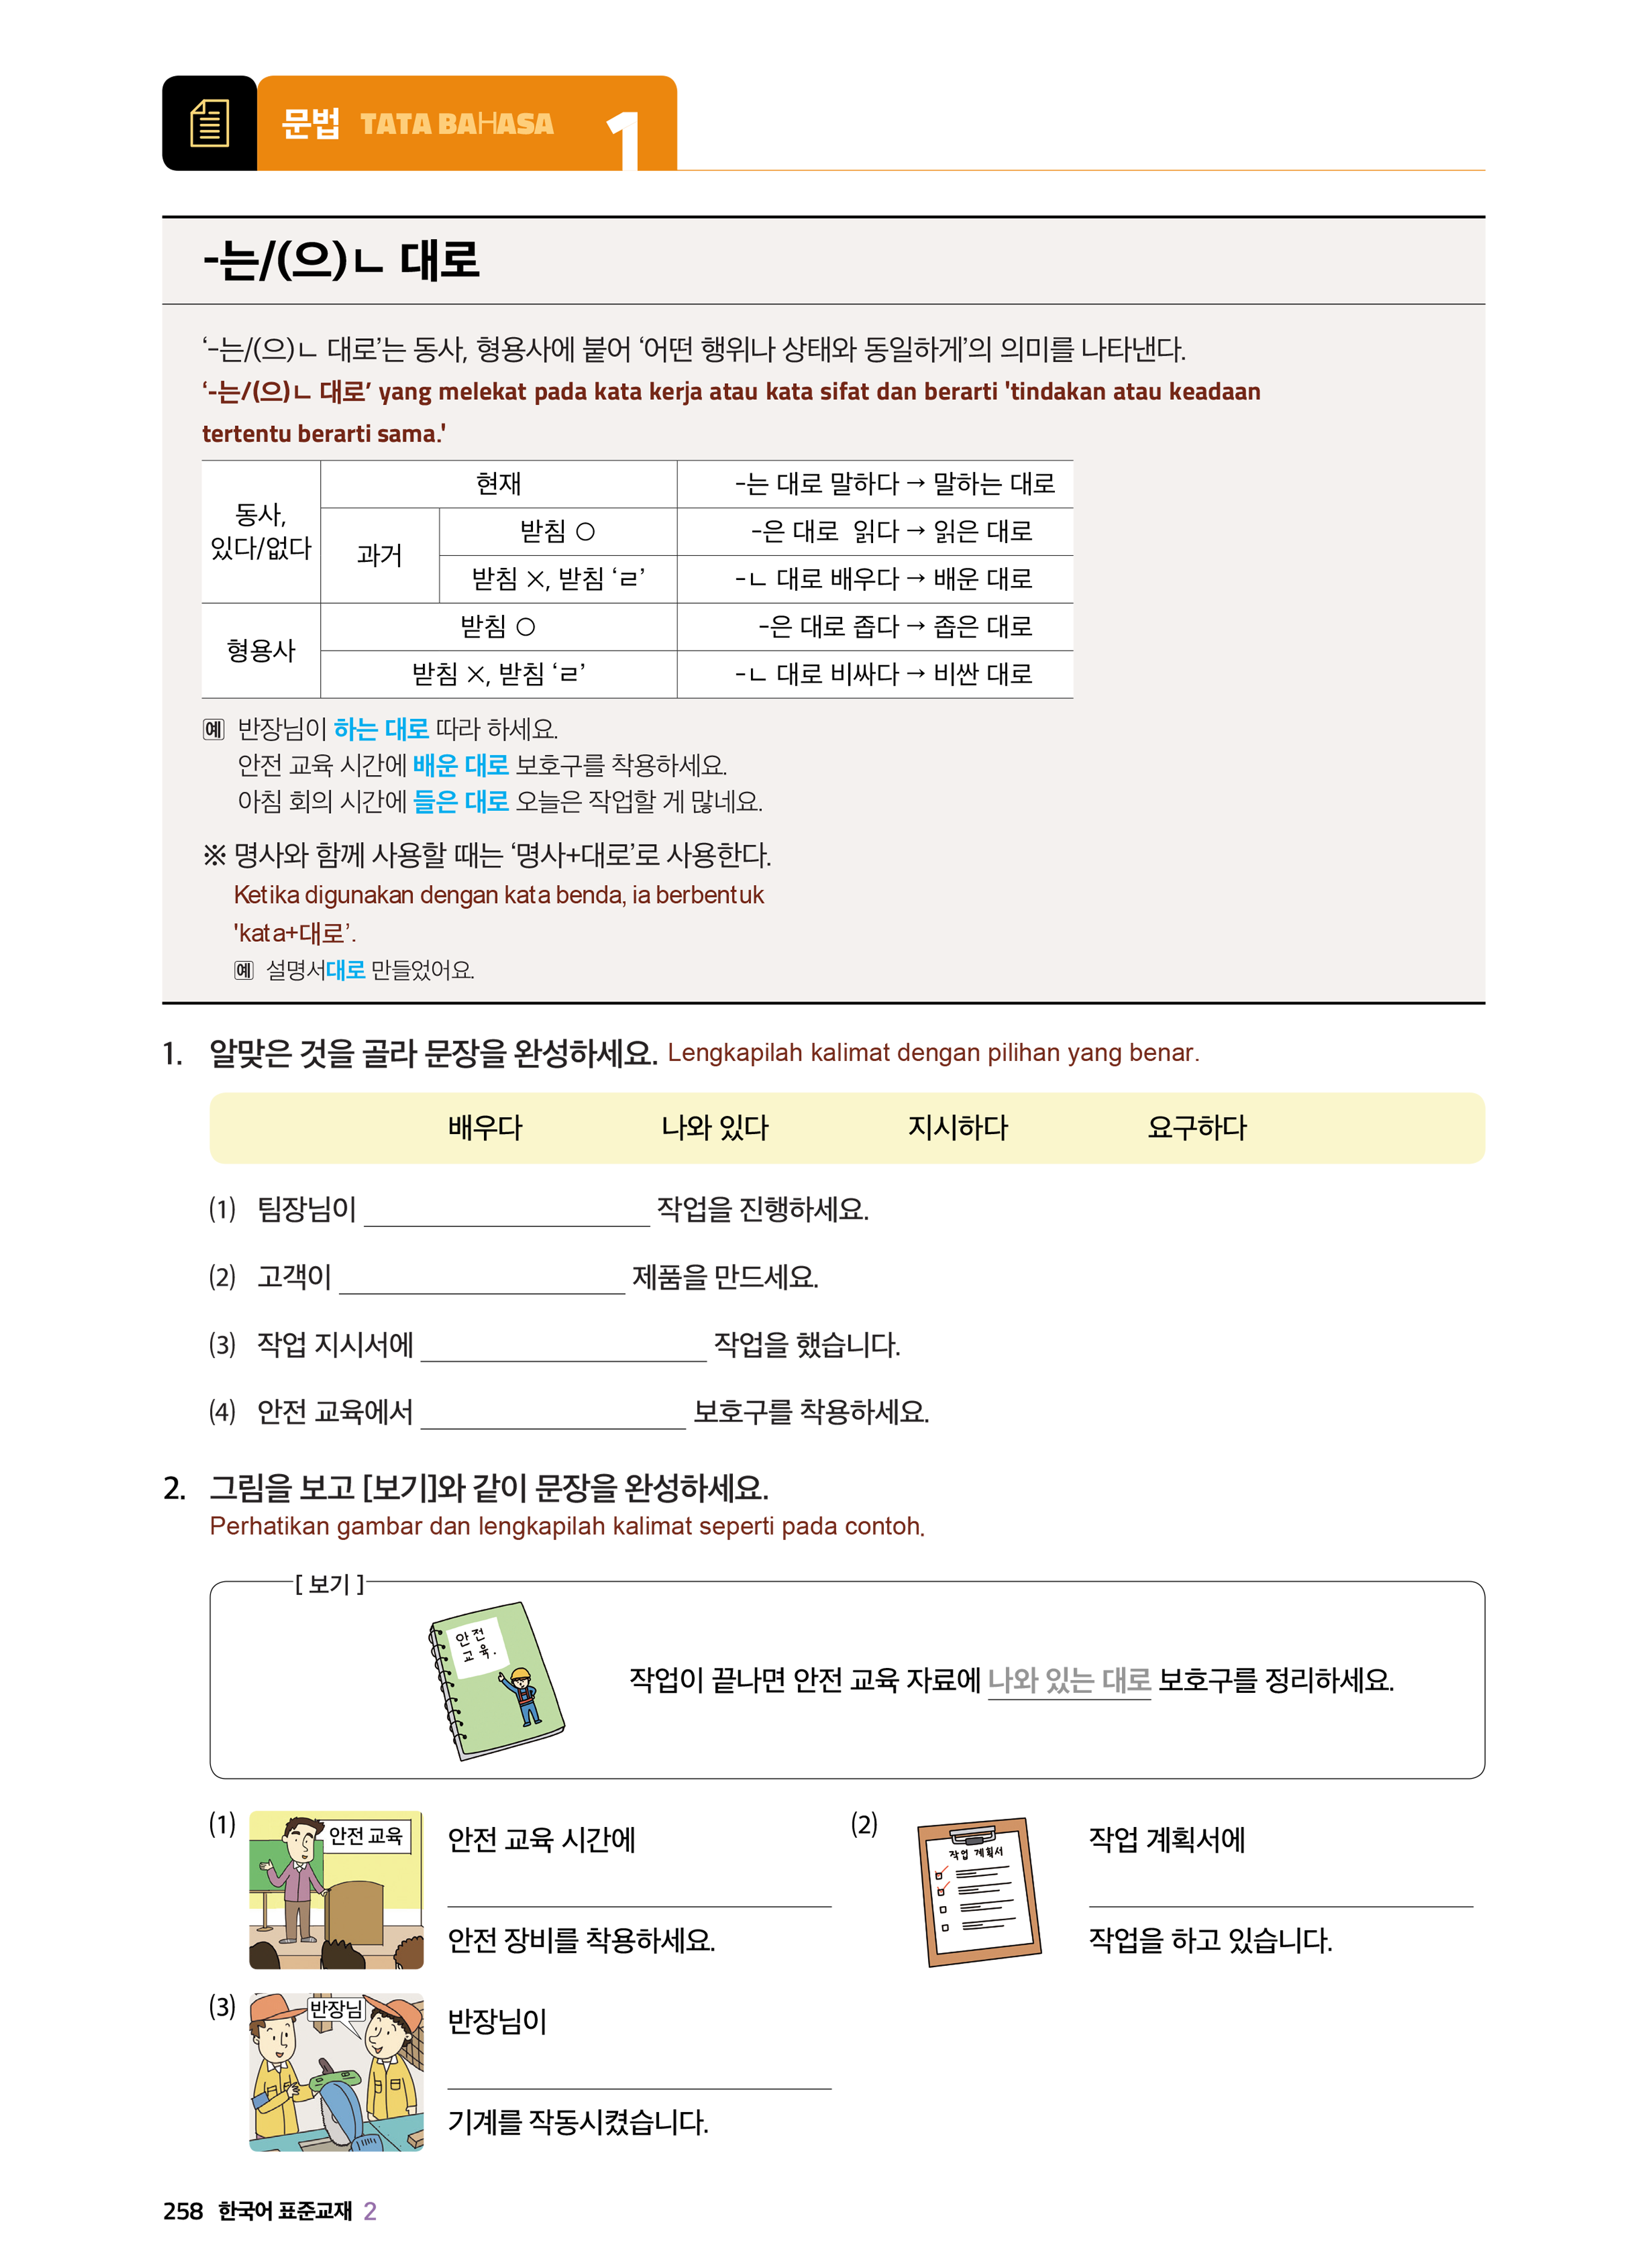 문법 TATA BAHASA 1
-는/(으)ㄴ 대로
‘-는/(으)ㄴ 대로’는 동사, 형용사에 붙어 ‘어떤 행위나 상태와 동일하게’의 의미를 나타낸다.
‘-는/(으)ㄴ 대로’ yang melekat pada kata kerja atau kata sifat dan berarti 'tindakan atau keadaan
tertentu berarti sama.'
동사,
있다/없다
현재
-는 대로 말하다 → 말하는 대로
과거
받침 ○
-은 대로 읽다 → 읽은 대로
받침 ×, 받침 ‘ㄹ’
-ㄴ 대로 배우다 → 배운 대로
형용사
받침 ○
-은 대로 좁다 → 좁은 대로
받침 ×, 받침 ‘ㄹ’
-ㄴ 대로 비싸다 → 비싼 대로
예 반장님이 하는 대로 따라 하세요.
안전 교육 시간에 배운 대로 보호구를 착용하세요.
아침 회의 시간에 들은 대로 오늘은 작업할 게 많네요.
※ 명사와 함께 사용할 때는 ‘명사+대로’로 사용한다.
Ketika digunakan dengan kata benda, ia berbentuk
'kata+대로’.
예 설명서대로 만들었어요.
1. 알맞은 것을 골라 문장을 완성하세요. Lengkapilah kalimat dengan pilihan yang benar.
배우다 나와 있다 지시하다 요구하다
(1) 팀장님이 ____ 작업을 진행하세요.
(2) 고객이 ____ 제품을 만드세요.
(3) 작업 지시서에 ____ 작업을 했습니다.
(4) 안전 교육에서 ____ 보호구를 착용하세요.
2. 그림을 보고 [보기]와 같이 문장을 완성하세요.
Perhatikan gambar dan lengkapilah kalimat seperti pada contoh.
[ 보기 ]
안전
교육.
작업이 끝나면 안전 교육 자료에 나와 있는 대로 보호구를 정리하세요.
(1)
안전 교육
안전 교육 시간에
안전 장비를 착용하세요.
(2)
작업 계획서
작업 계획서에
작업을 하고 있습니다.
(3)
반장님
반장님이
기계를 작동시켰습니다.
258 한국어 표준교재 2